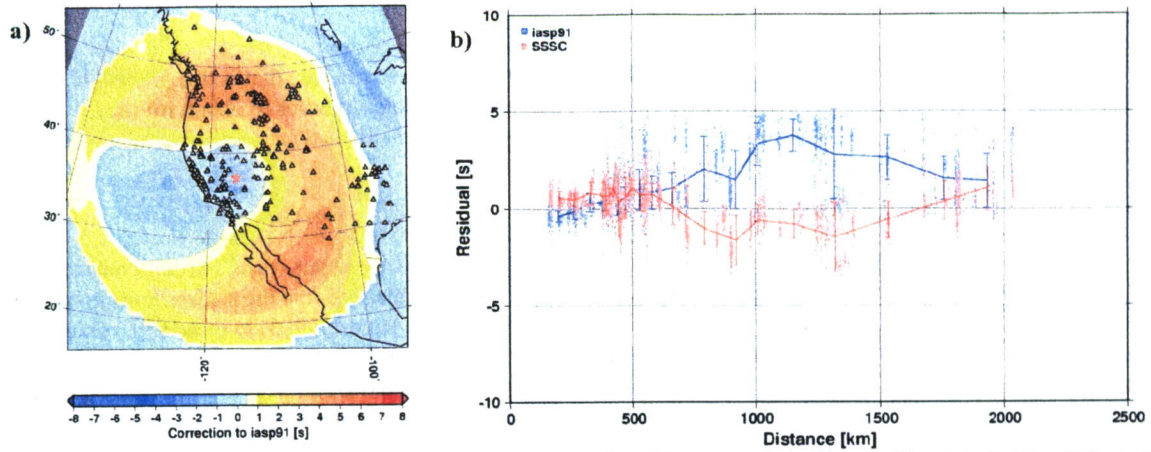 a)
50°
40°
30°
20°
-120°
-100°
-8 -7 -6 -5 -4 -3 -2 -1 0 1 2 3 4 5 6 7 8
Correction to iasp91 [s]
b)
iasp91
SSSC
10
5
0
-5
-10
Residual [s]
0 500 1000 1500 2000 2500
Distance [km]